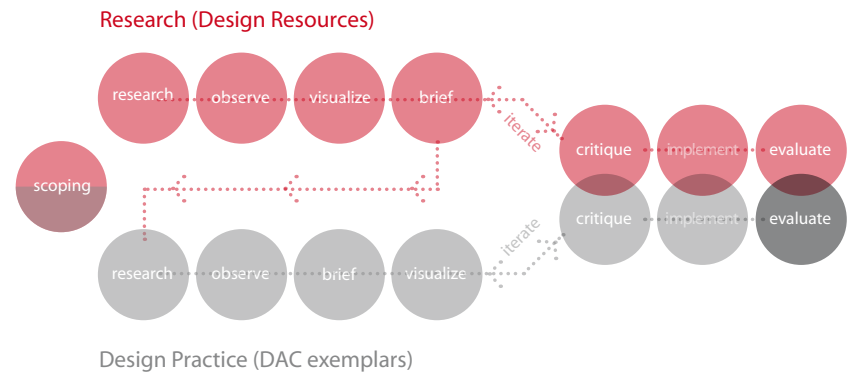 Research (Design Resources)
research observe visualize brief
iterate
critique implement evaluate
scoping
critique implement evaluate
iterate
research observe brief visualize
Design Practice (DAC exemplars)